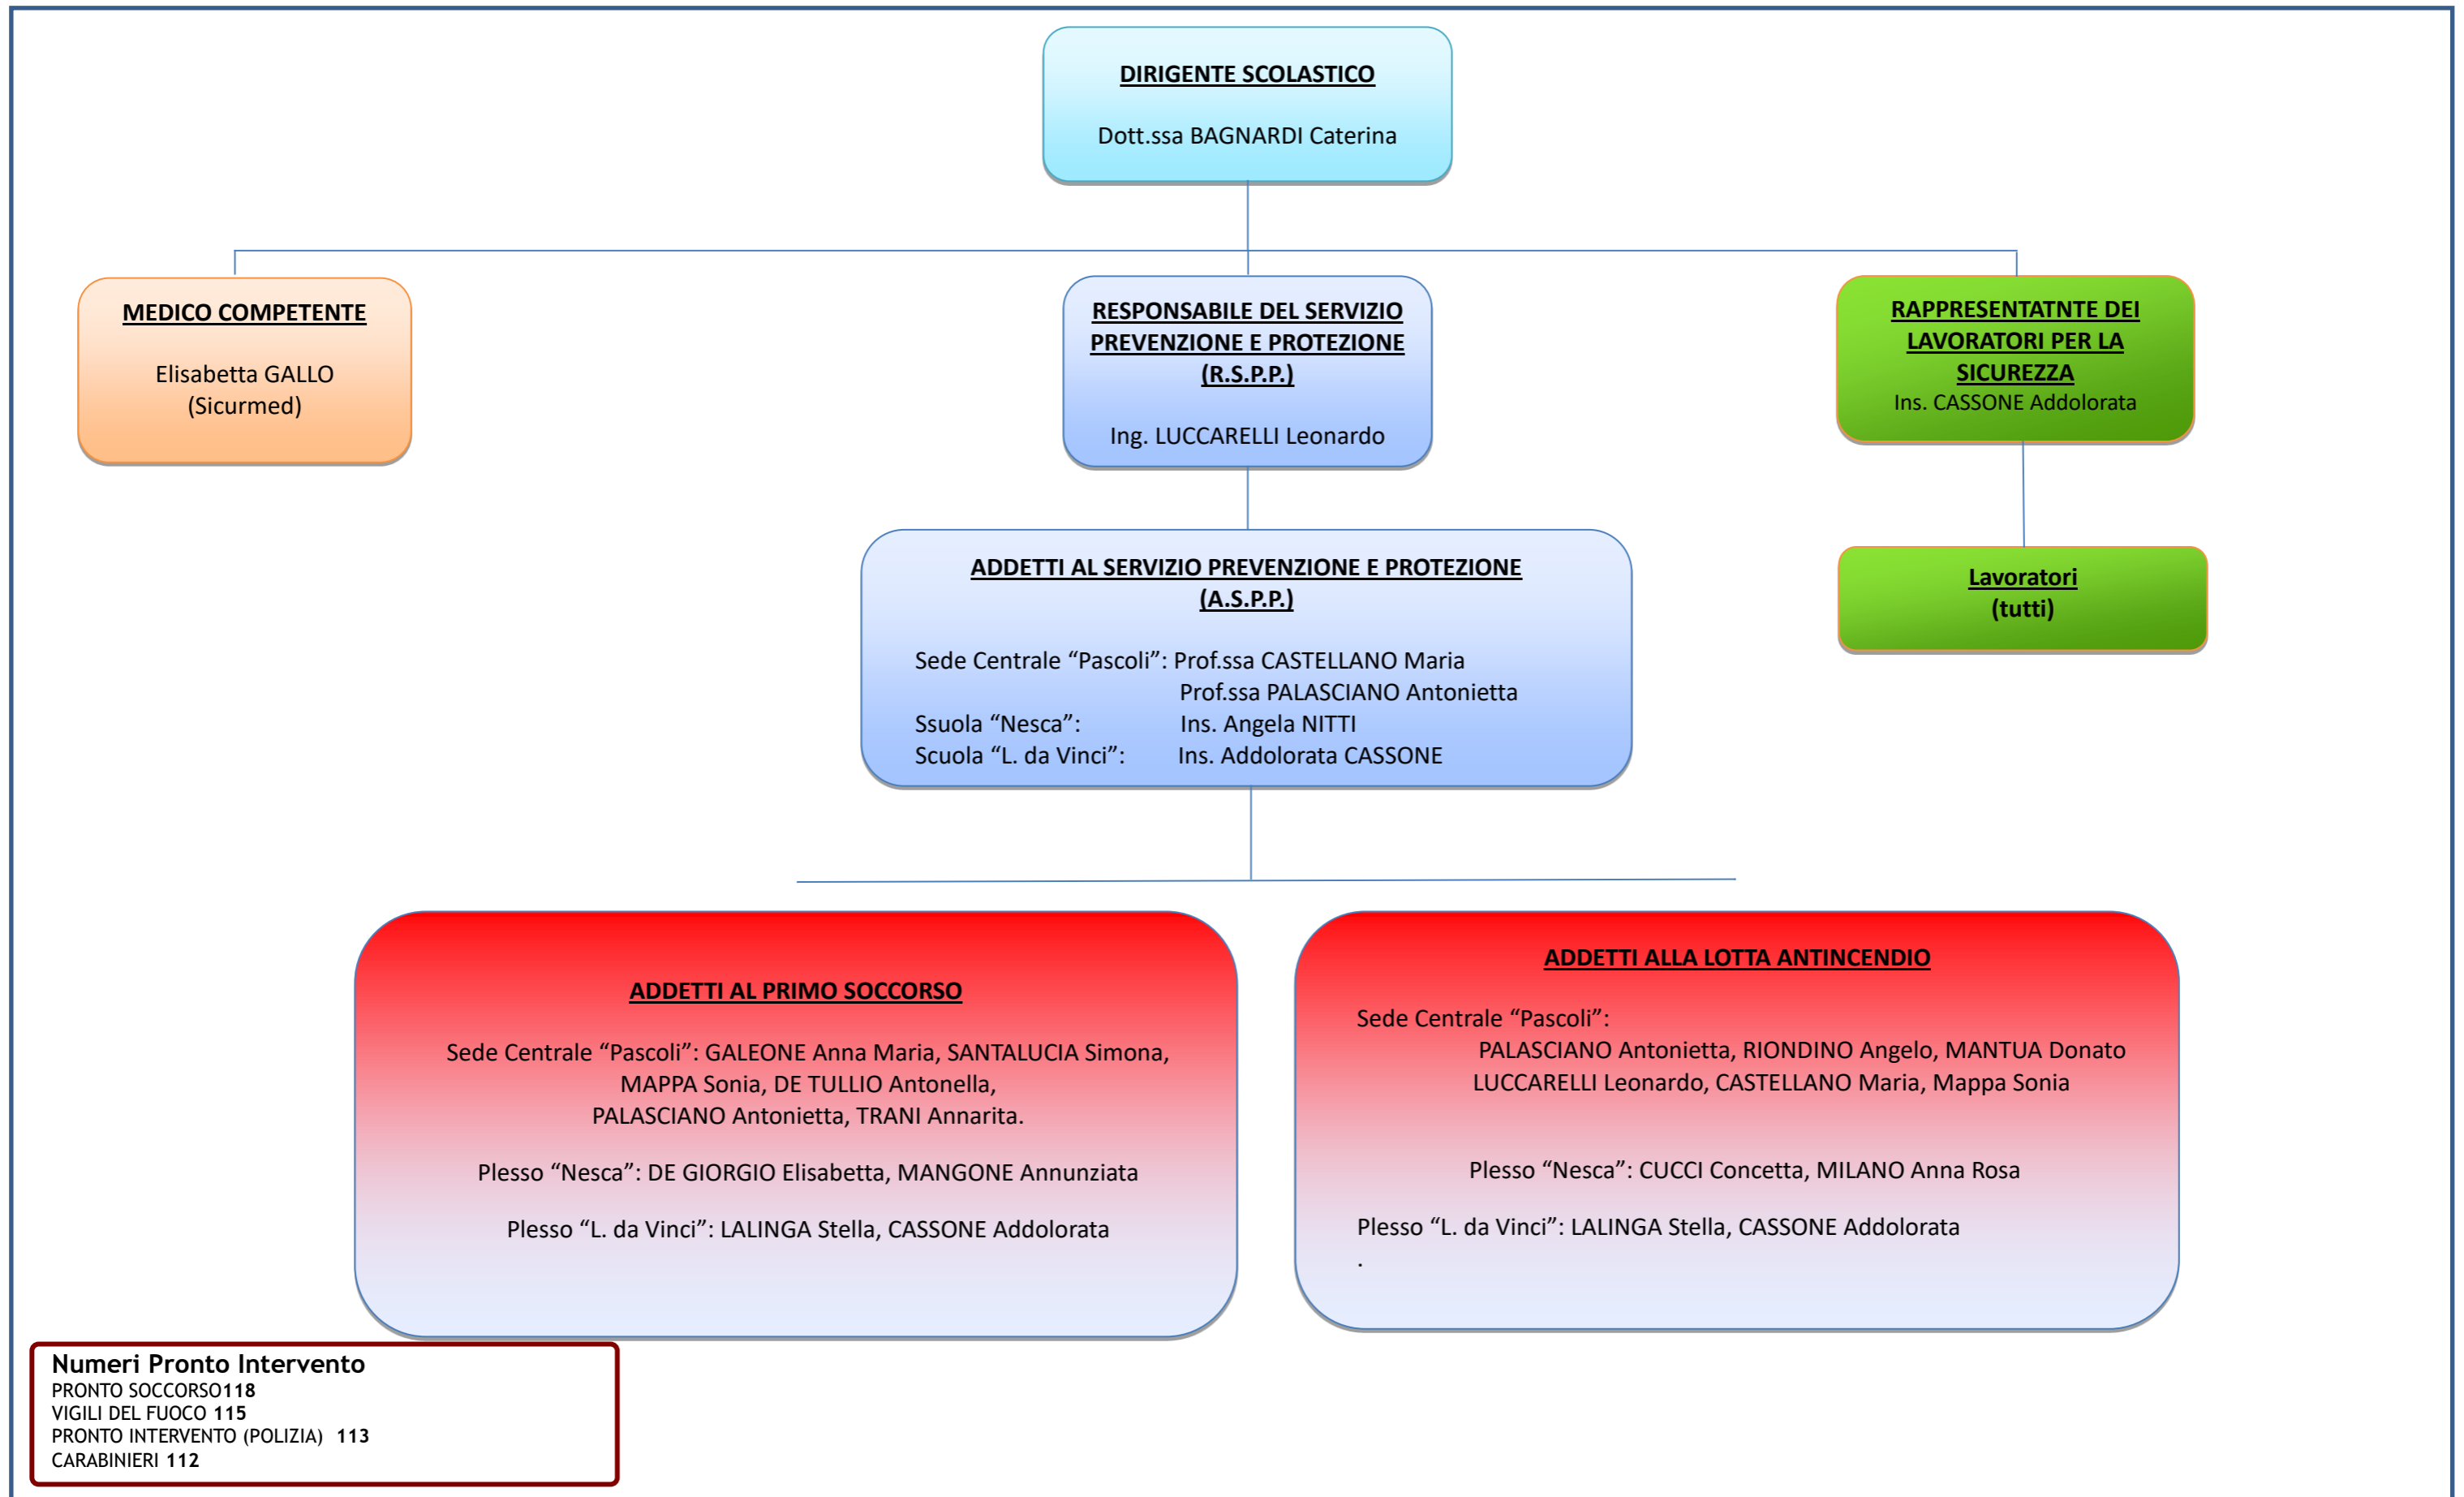 DIRIGENTE SCOLASTICO
Dott.ssa BAGNARDI Caterina
MEDICO COMPETENTE
Elisabetta GALLO
(Sicurmed)
RESPONSABILE DEL SERVIZIO
PREVENZIONE E PROTEZIONE
(R.S.P.P.)
Ing. LUCCARELLI Leonardo
RAPPRESENTATNTE DEI
LAVORATORI PER LA
SICUREZZA
Ins. CASSONE Addolorata
ADDETTI AL SERVIZIO PREVENZIONE E PROTEZIONE
(A.S.P.P.)
Sede Centrale “Pascoli”: Prof.ssa CASTELLANO Maria
Prof.ssa PALASCIANO Antonietta
Ssuola “Nesca”: Ins. Angela NITTI
Scuola “L. da Vinci”: Ins. Addolorata CASSONE
Lavoratori
(tutti)
ADDETTI AL PRIMO SOCCORSO
Sede Centrale “Pascoli”: GALEONE Anna Maria, SANTALUCIA Simona,
MAPPA Sonia, DE TULLIO Antonella,
PALASCIANO Antonietta, TRANI Annarita.
Plesso “Nesca”: DE GIORGIO Elisabetta, MANGONE Annunziata
Plesso “L. da Vinci”: LALINGA Stella, CASSONE Addolorata
ADDETTI ALLA LOTTA ANTINCENDIO
Sede Centrale “Pascoli”:
PALASCIANO Antonietta, RIONDINO Angelo, MANTUA Donato
LUCCARELLI Leonardo, CASTELLANO Maria, Mappa Sonia
Plesso “Nesca”: CUCCI Concetta, MILANO Anna Rosa
Plesso “L. da Vinci”: LALINGA Stella, CASSONE Addolorata
.
Numeri Pronto Intervento
PRONTO SOCCORSO118
VIGILI DEL FUOCO 115
PRONTO INTERVENTO (POLIZIA) 113
CARABINIERI 112